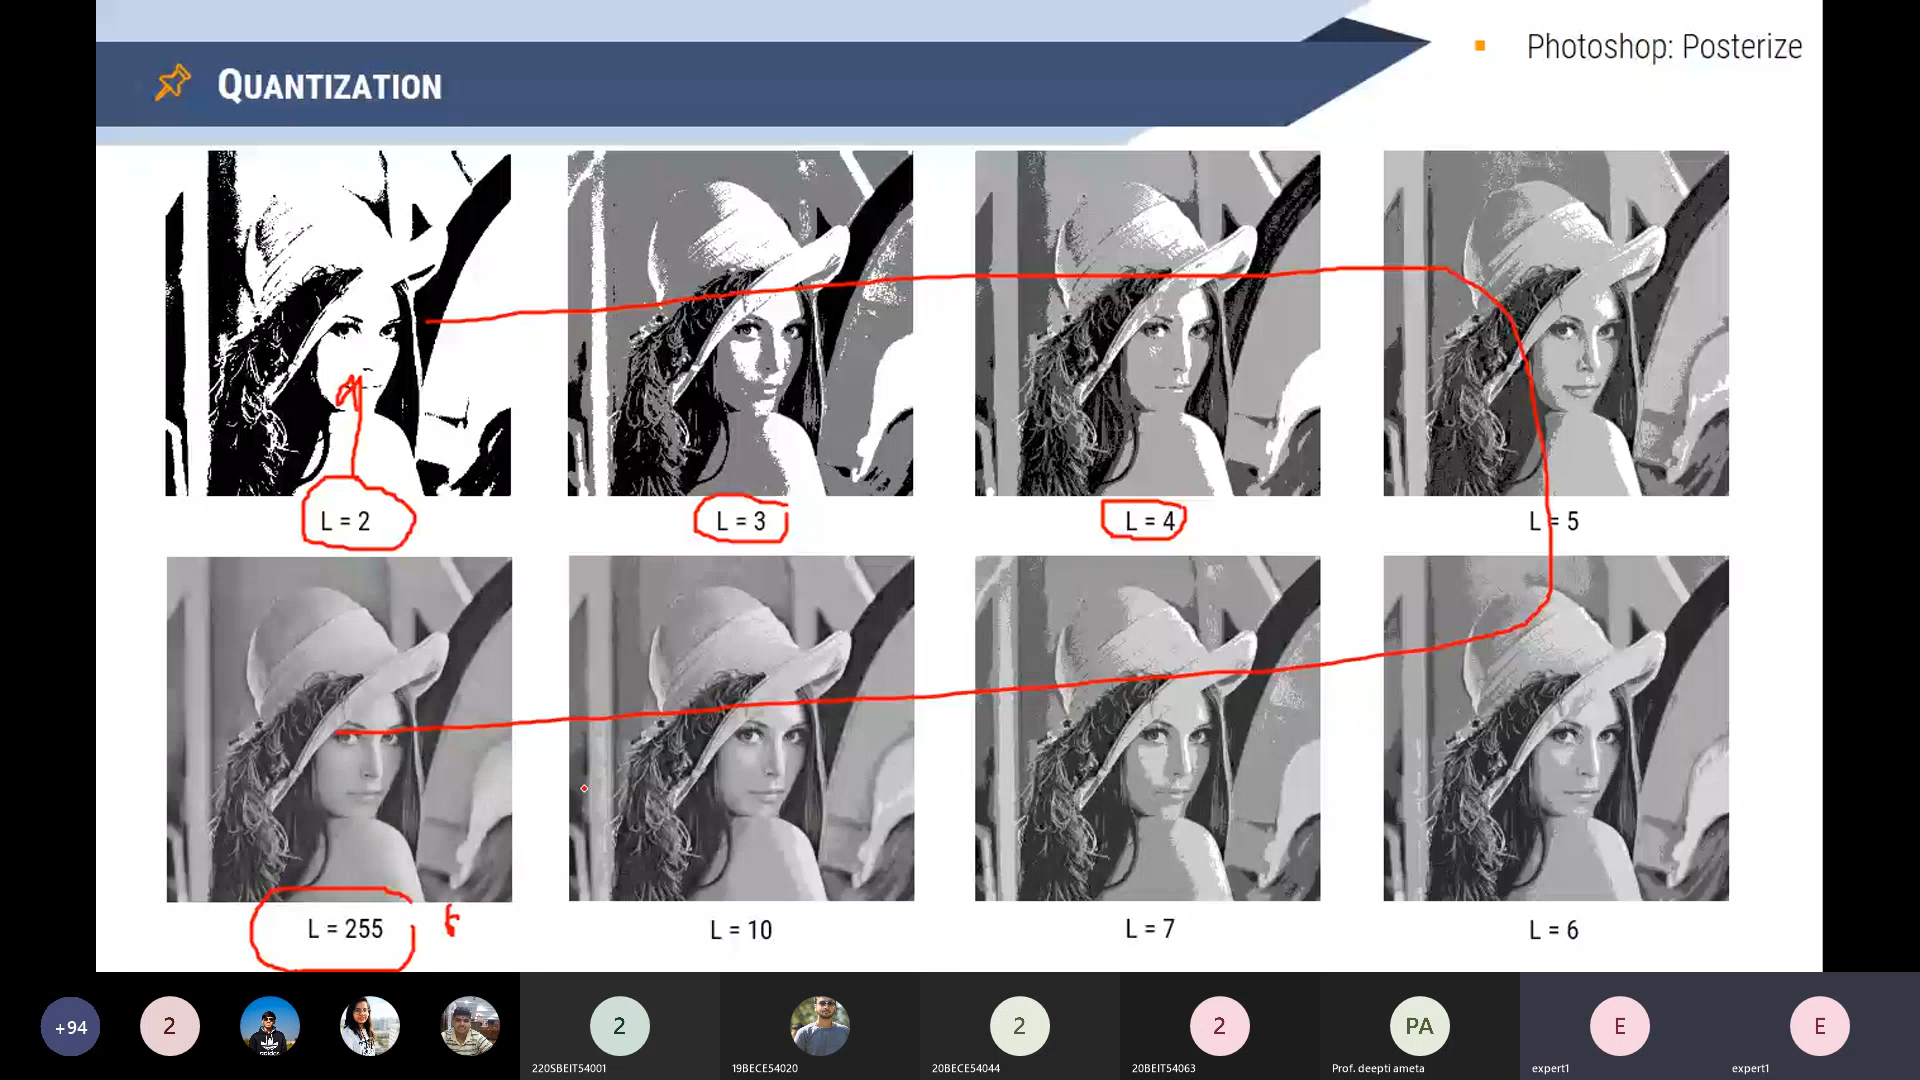 QUANTIZATION
Photoshop: Posterize
L = 2
L = 3
L = 4
L = 5
L = 255
L = 10
L = 7
L = 6
+94
2
2
2
2
PA
E
E
220SBEIT54001
19BECE54020
20BECE54044
20BEIT54063
Prof. deepti ameta
expert1
expert1